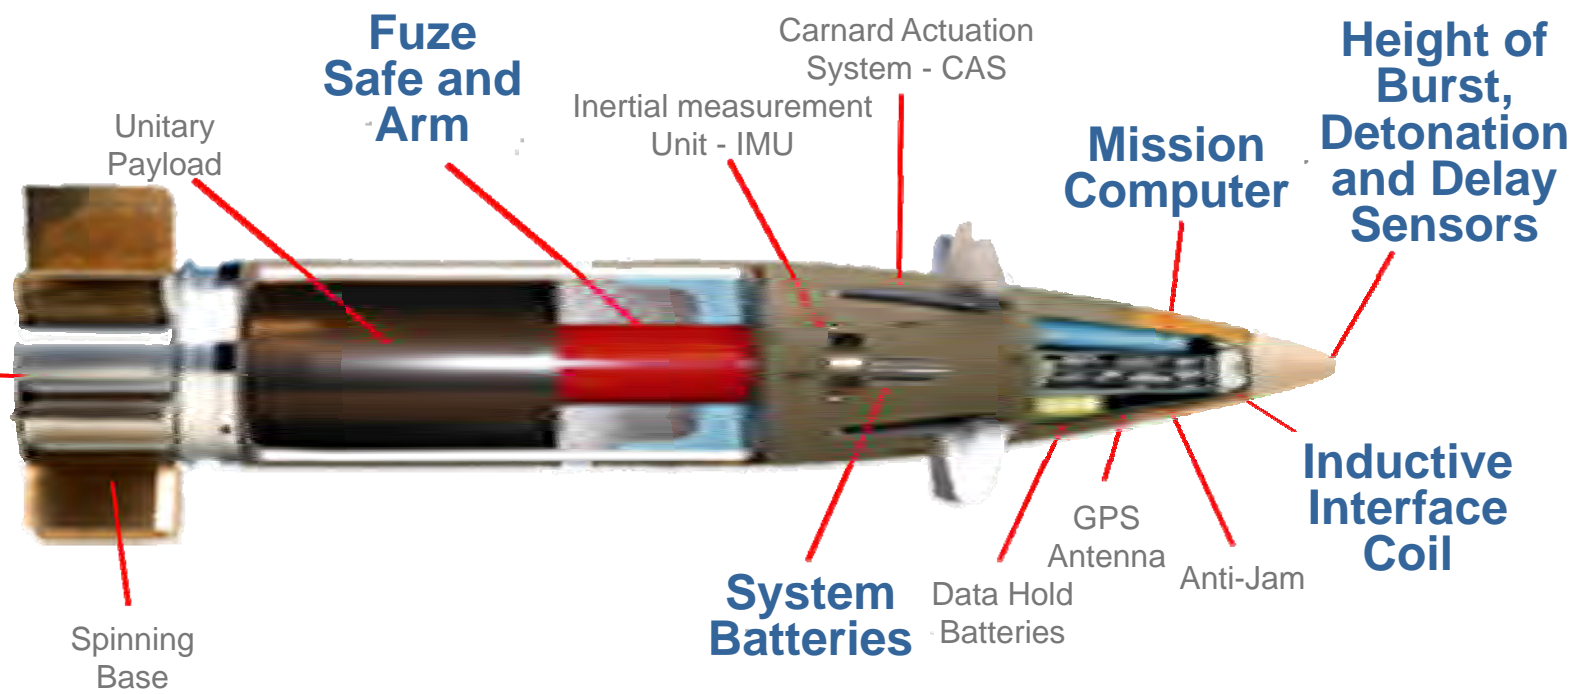 Fuze
Safe and
Arm
Carnard Actuation
System - CAS
Height of
Burst,
Detonation
and Delay
Sensors
Inertial measurement
Unit - IMU
Unitary
Payload
Mission
Computer
Inductive
Interface
Coil
GPS
Antenna
Anti-Jam
System
Batteries
Data Hold
Batteries
Spinning
Base